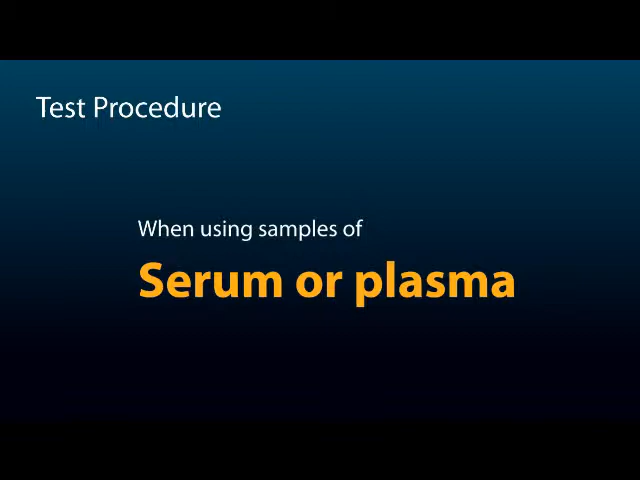 Test Procedure
When using samples of
Serum or plasma